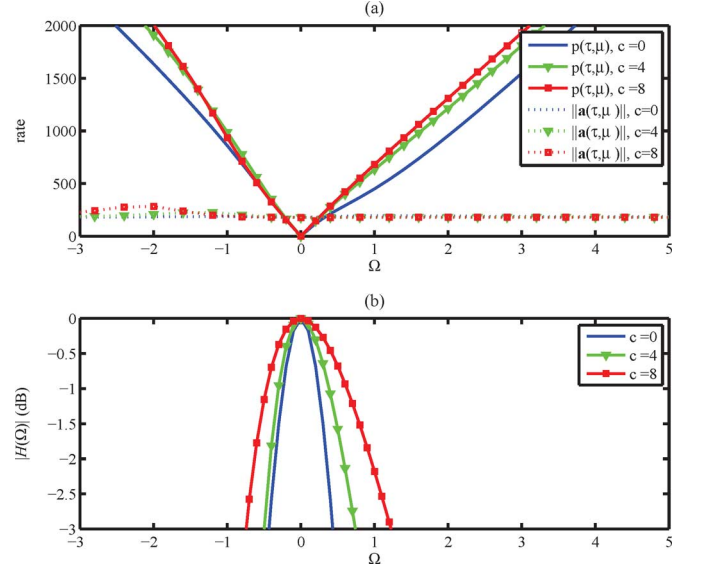 (a)
2000
1500
1000
500
0
rate
p(τ,μ), c =0
p(τ,μ), c =4
p(τ,μ), c =8
||a(τ,μ )||, c=0
||a(τ,μ )||, c=4
||a(τ,μ )||, c=8
−3 −2 −1 0 1 2 3 4 5
Ω
(b)
0
−0.5
−1
−1.5
−2
−2.5
−3
|H(Ω)| (dB)
c =0
c =4
c =8
−3 −2 −1 0 1 2 3 4 5
Ω